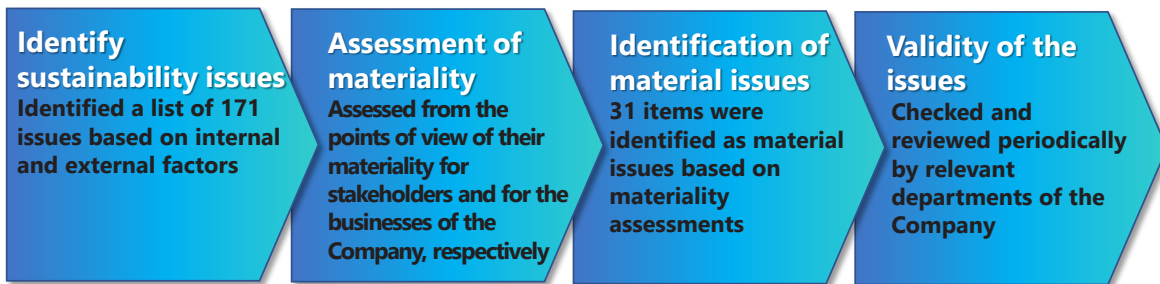 Identify
sustainability issues
Identified a list of 171
issues based on internal
and external factors
Assessment of
materiality
Assessed from the
points of view of their
materiality for
stakeholders and for the
businesses of the
Company, respectively
Identification of
material issues
31 items were
identified as material
issues based on
materiality
assessments
Validity of the
issues
Checked and
reviewed periodically
by relevant
departments of the
Company